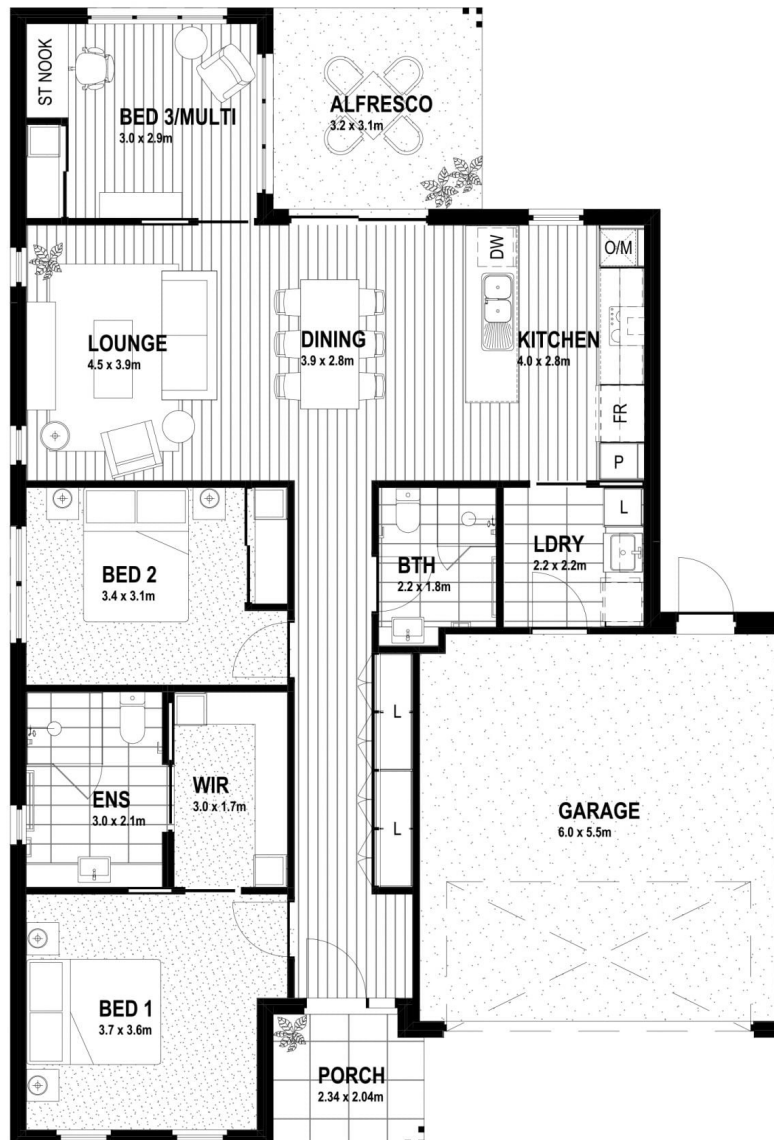 ST NOOK
BED 3/MULTI
3.0 x 2.9m
ALFRESCO
3.2 x 3.1m
LOUNGE
4.5 x 3.9m
DINING
3.9 x 2.8m
DW
KITCHEN
4.0 x 2.8m
O/M
FR
P
BED 2
3.4 x 3.1m
BTH
2.2 x 1.8m
LDRY
2.2 x 2.2m
L
ENS
3.0 x 2.1m
WIR
3.0 x 1.7m
L
L
GARAGE
6.0 x 5.5m
BED 1
3.7 x 3.6m
PORCH
2.34 x 2.04m